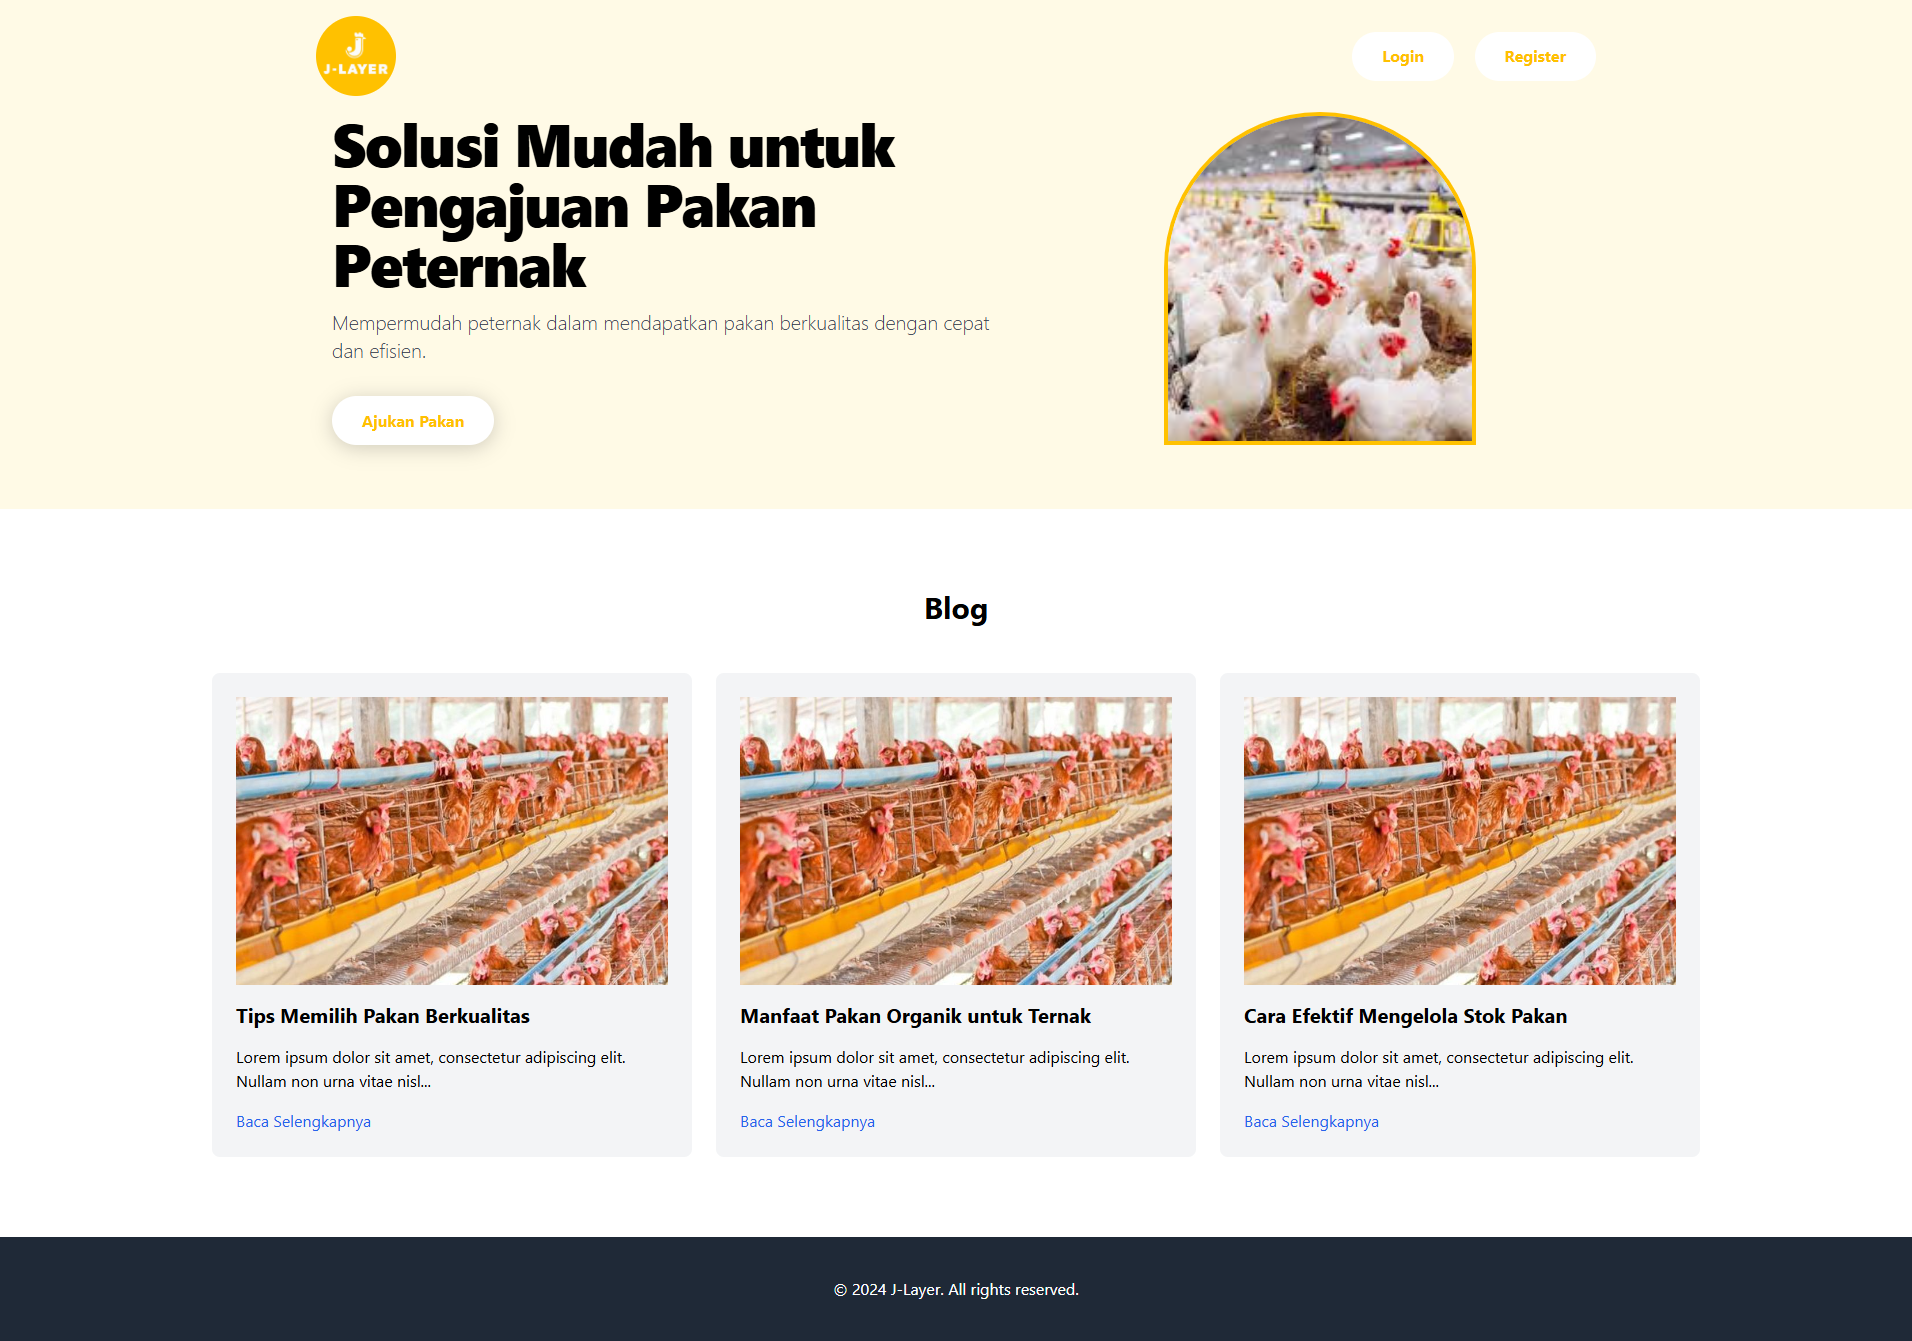 J-LAYER
Login
Register
Solusi Mudah untuk
Pengajuan Pakan
Peternak
Mempermudah peternak dalam mendapatkan pakan berkualitas dengan cepat
dan efisien.
Ajukan Pakan
Blog
Tips Memilih Pakan Berkualitas
Lorem ipsum dolor sit amet, consectetur adipiscing elit.
Nullam non urna vitae nisl...
Baca Selengkapnya
Manfaat Pakan Organik untuk Ternak
Lorem ipsum dolor sit amet, consectetur adipiscing elit.
Nullam non urna vitae nisl...
Baca Selengkapnya
Cara Efektif Mengelola Stok Pakan
Lorem ipsum dolor sit amet, consectetur adipiscing elit.
Nullam non urna vitae nisl...
Baca Selengkapnya
© 2024 J-Layer. All rights reserved.